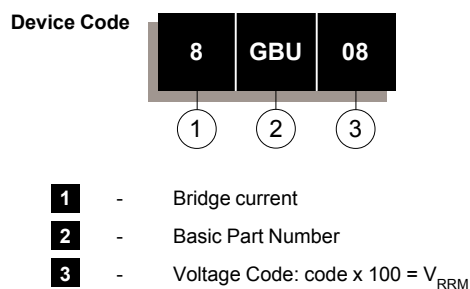 Device Code
8 GBU 08
1 2 3
1 - Bridge current
2 - Basic Part Number
3 - Voltage Code: code x 100 = VRRM